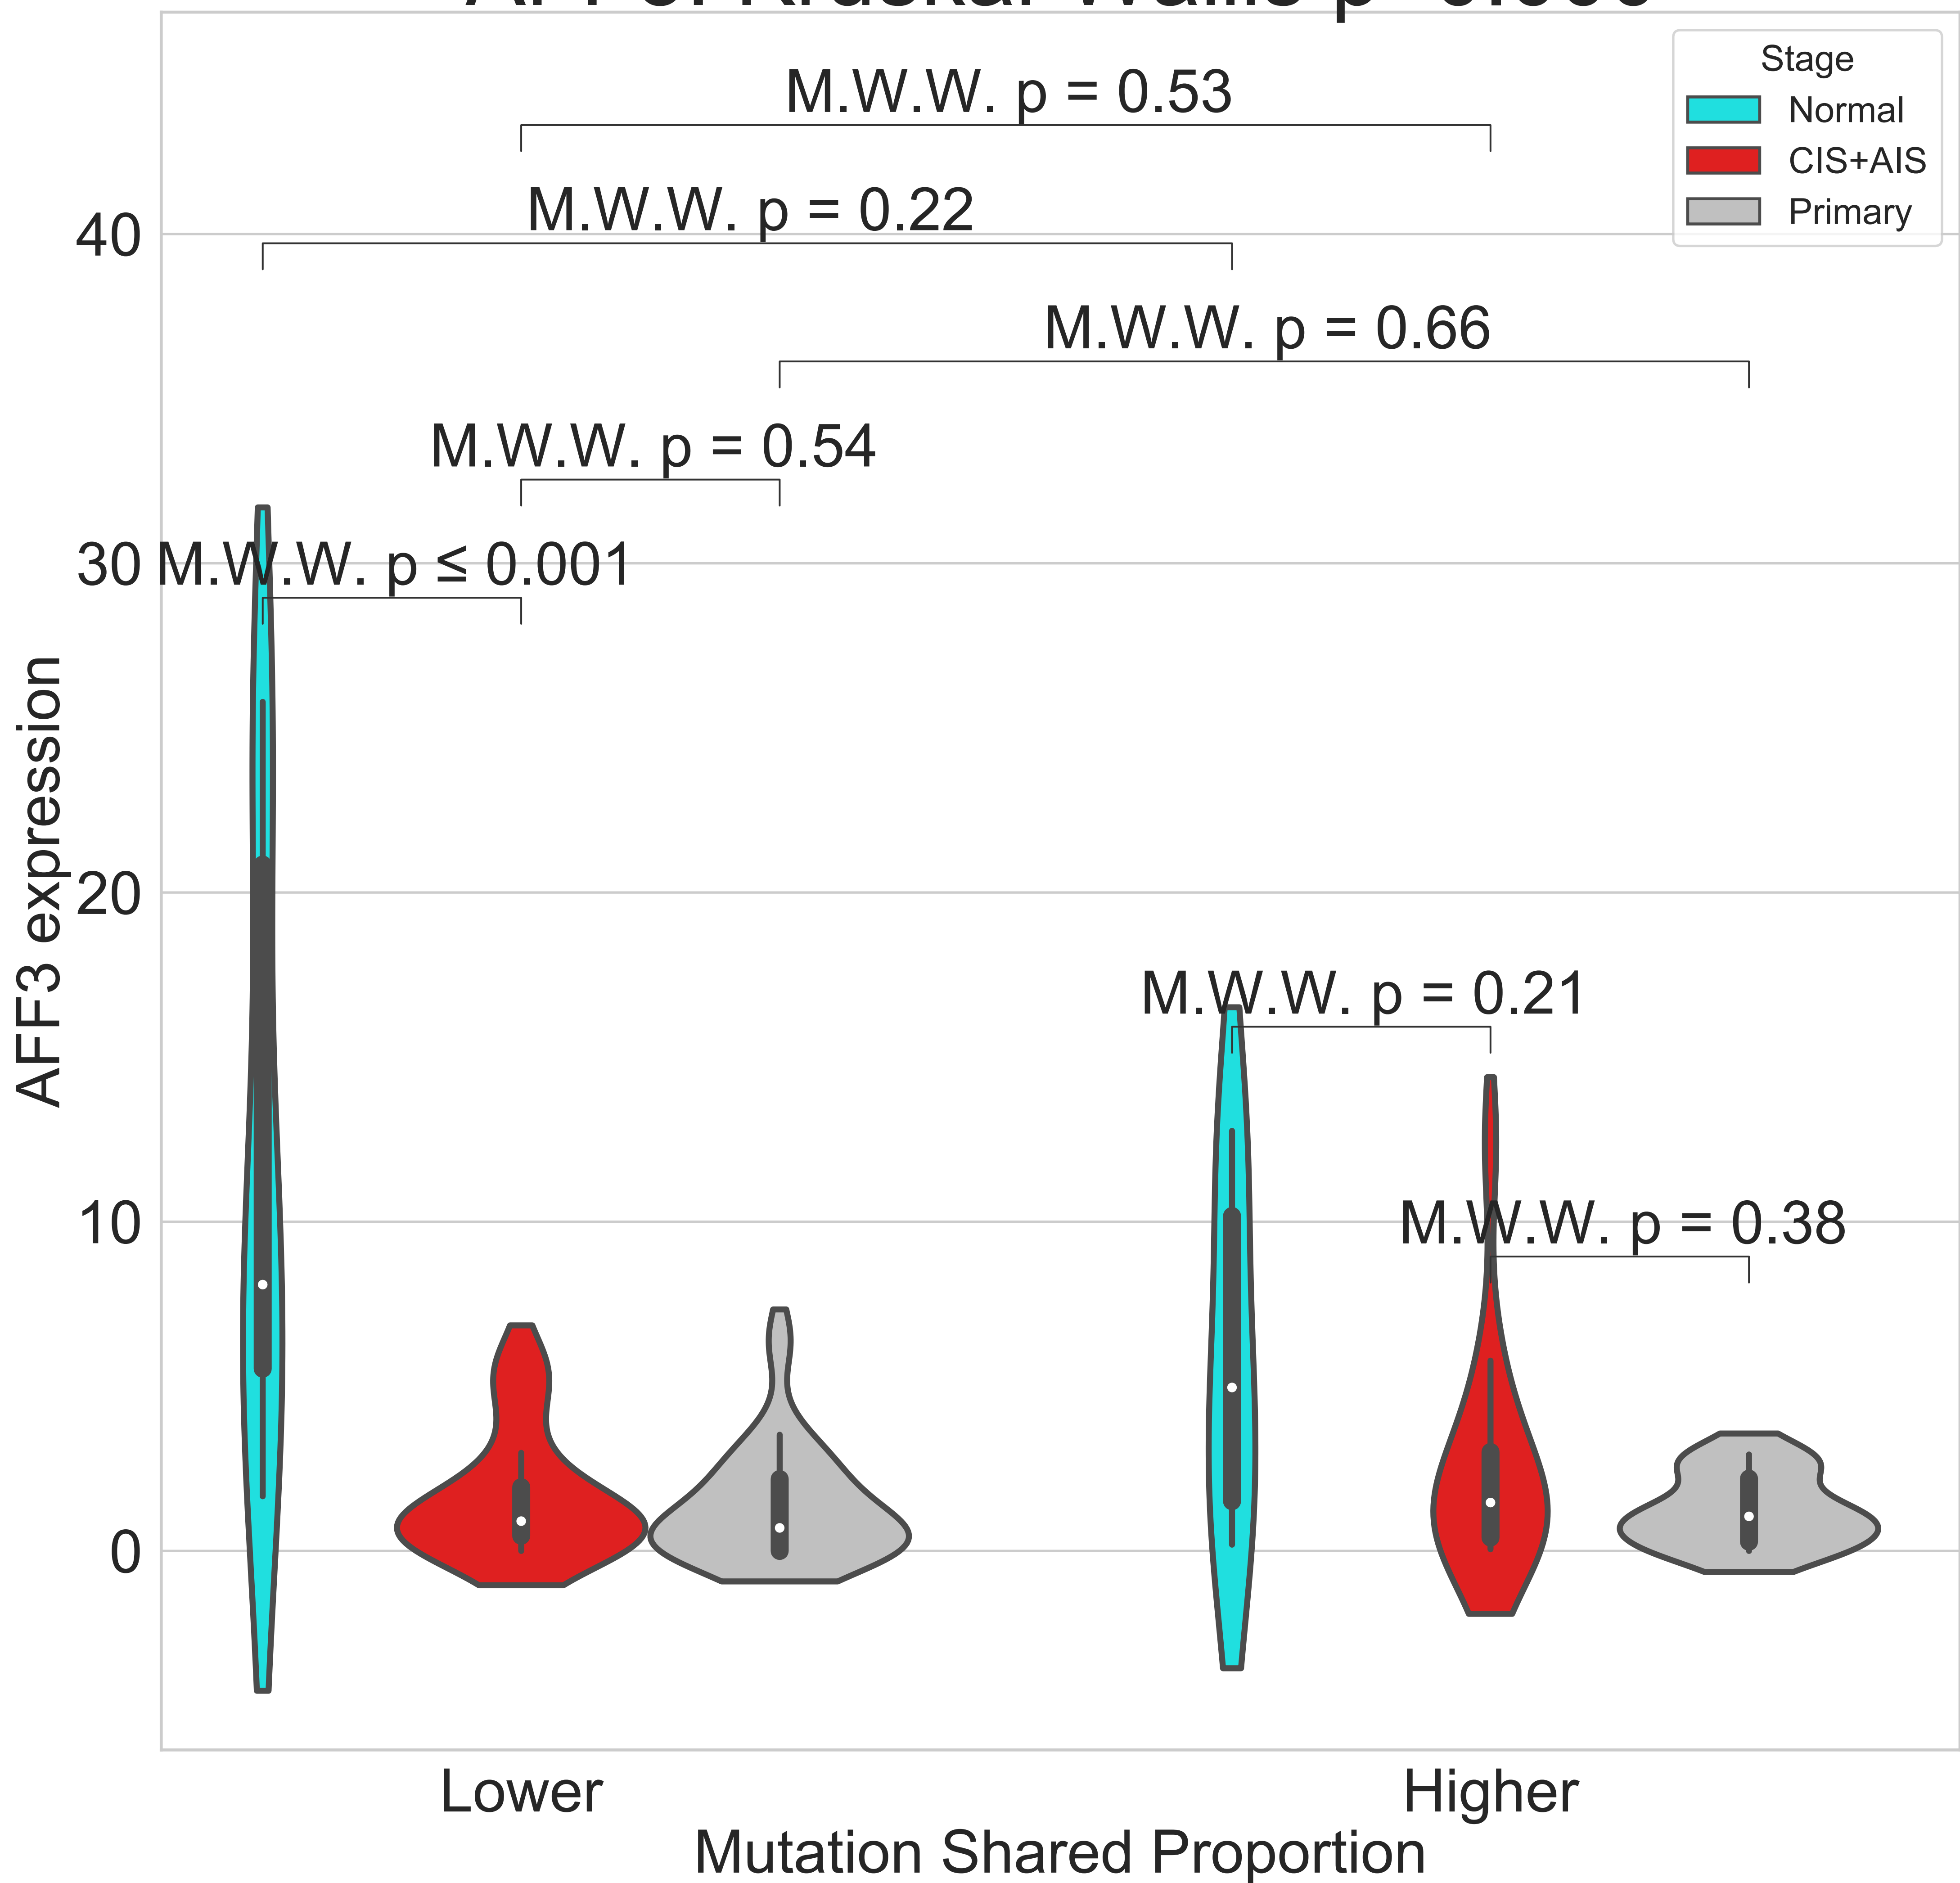 Stage
Normal
CIS+AIS
Primary
M.W.W. p = 0.53
M.W.W. p = 0.22
M.W.W. p = 0.66
M.W.W. p = 0.54
M.W.W. p ≤ 0.001
M.W.W. p = 0.21
M.W.W. p = 0.38
40
30
20
10
0
AFF3 expression
Lower
Higher
Mutation Shared Proportion